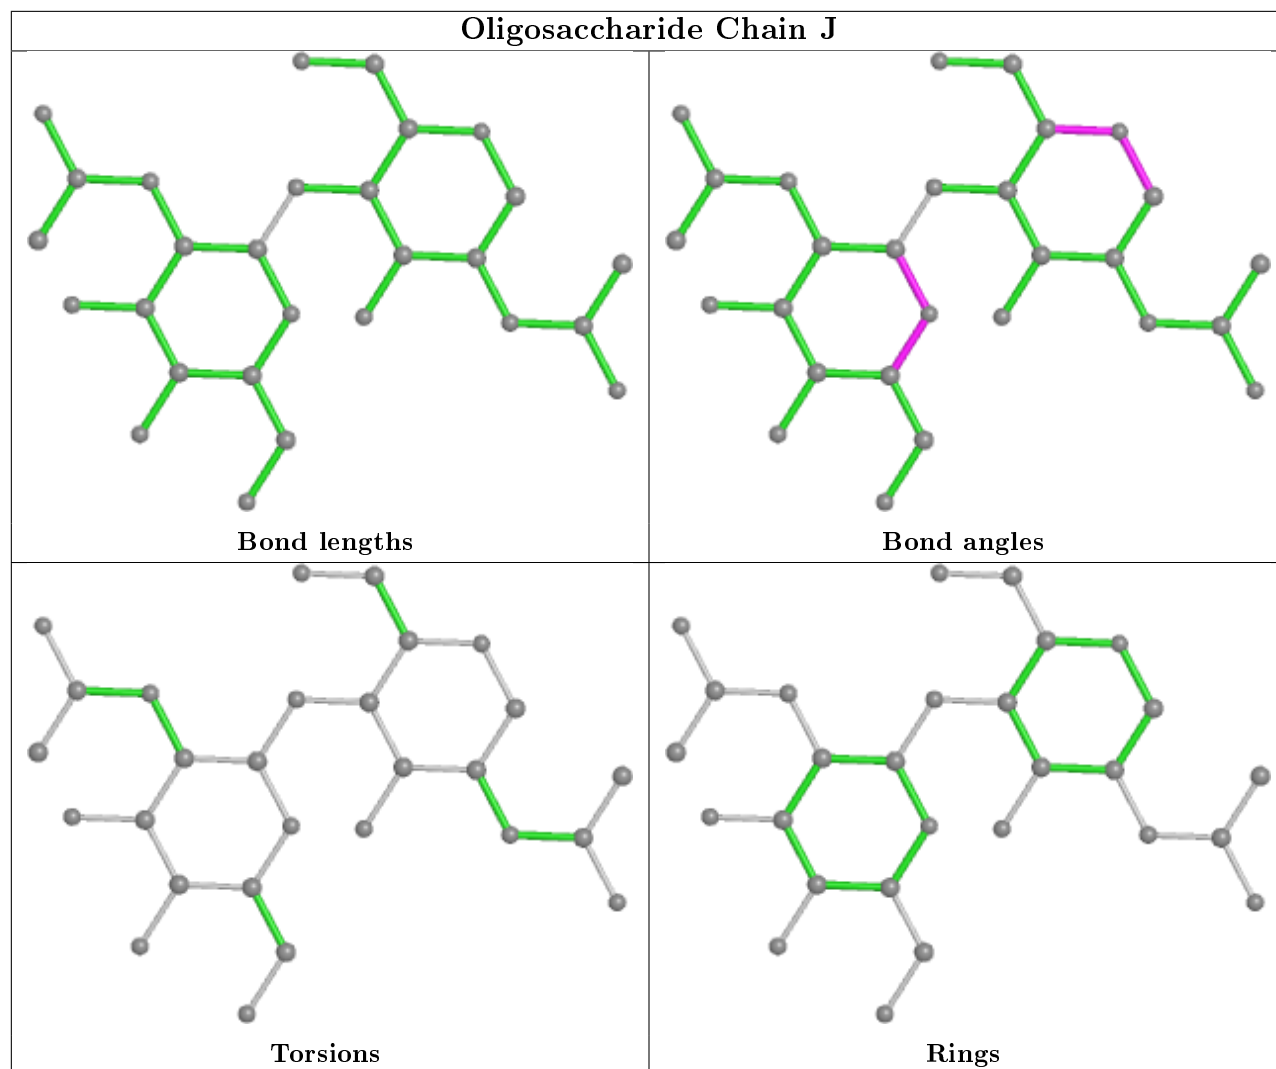 Oligosaccharide Chain J
Bond lengths
Bond angles
Torsions
Rings